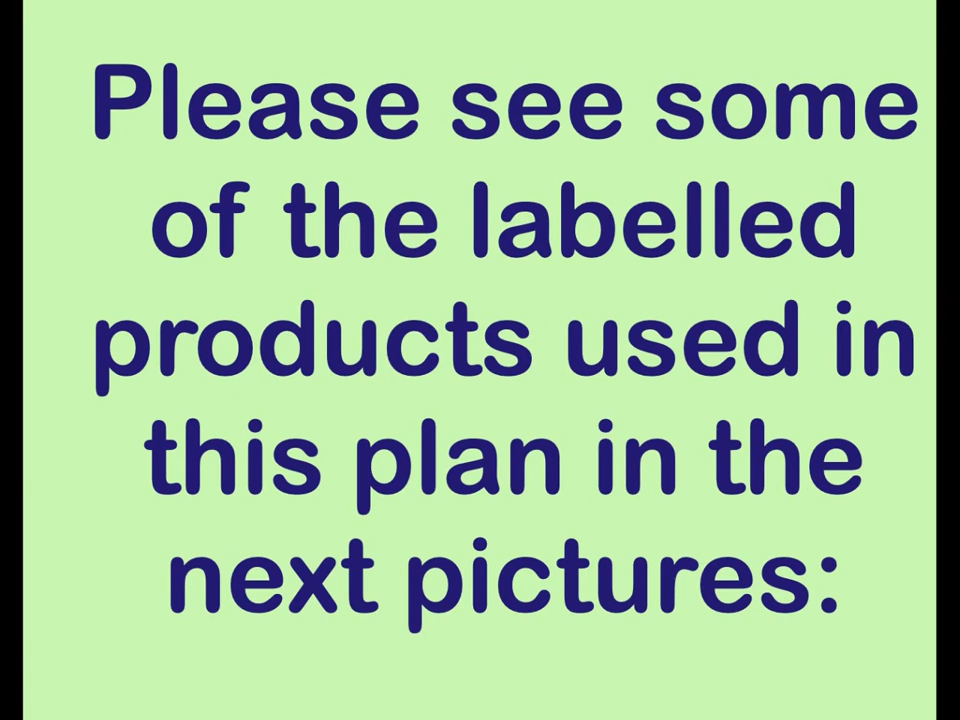 Please see some
of the labelled
products used in
this plan in the
next pictures: